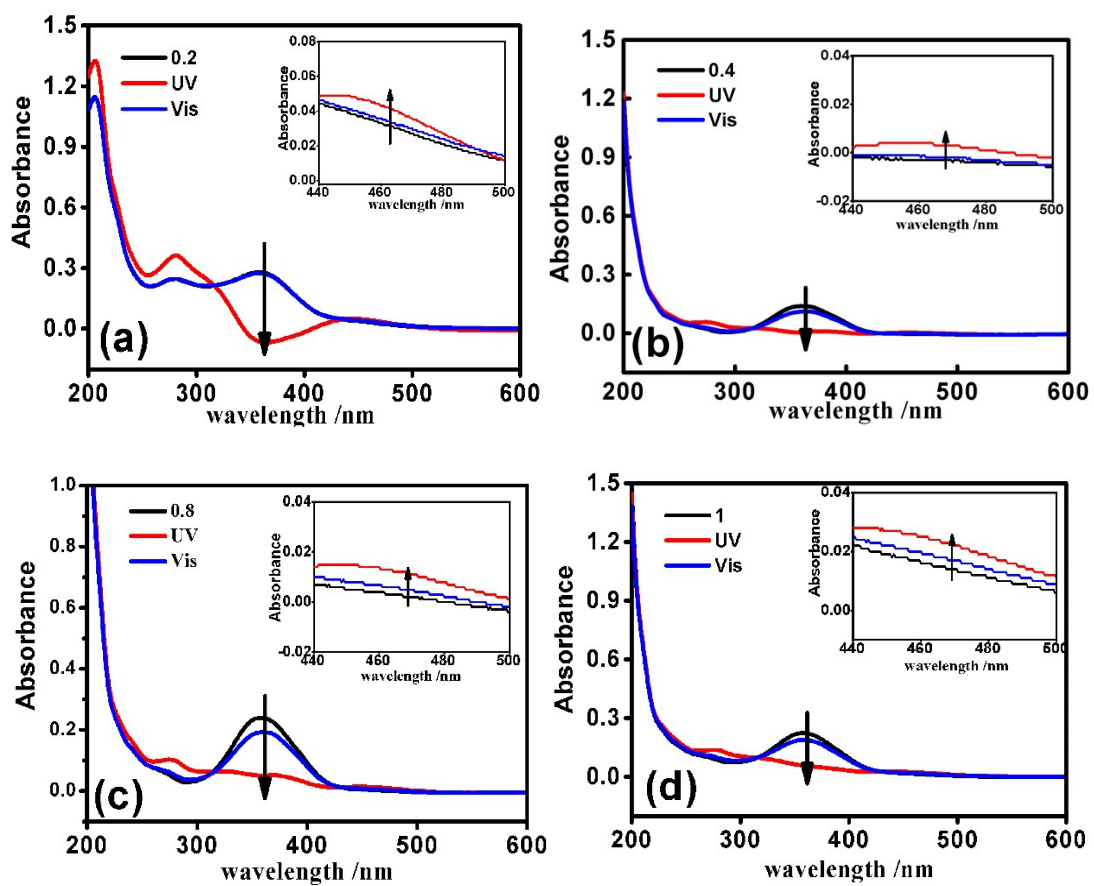 1.5
1.2
0.9
0.6
0.3
0.0
Absorbance
0.2
UV
Vis
0.08
0.06
0.04
0.02
0.00
Absorbance
440 460 480 500
wavelength /nm
(a)
200 300 400 500 600
wavelength /nm
1.5
1.2
0.9
0.6
0.3
0.0
Absorbance
0.4
UV
Vis
0.04
0.02
0.00
-0.02
Absorbance
440 460 480 500
wavelength /nm
(b)
200 300 400 500 600
wavelength /nm
1.0
0.8
0.6
0.4
0.2
0.0
Absorbance
0.8
UV
Vis
0.04
0.02
0.00
-0.02
Absorbance
440 460 480 500
wavelength /nm
(c)
200 300 400 500 600
wavelength /nm
1.5
1.2
0.9
0.6
0.3
0.0
Absorbance
1
UV
Vis
0.04
0.02
0.00
Absorbance
440 460 480 500
wavelength /nm
(d)
200 300 400 500 600
wavelength /nm